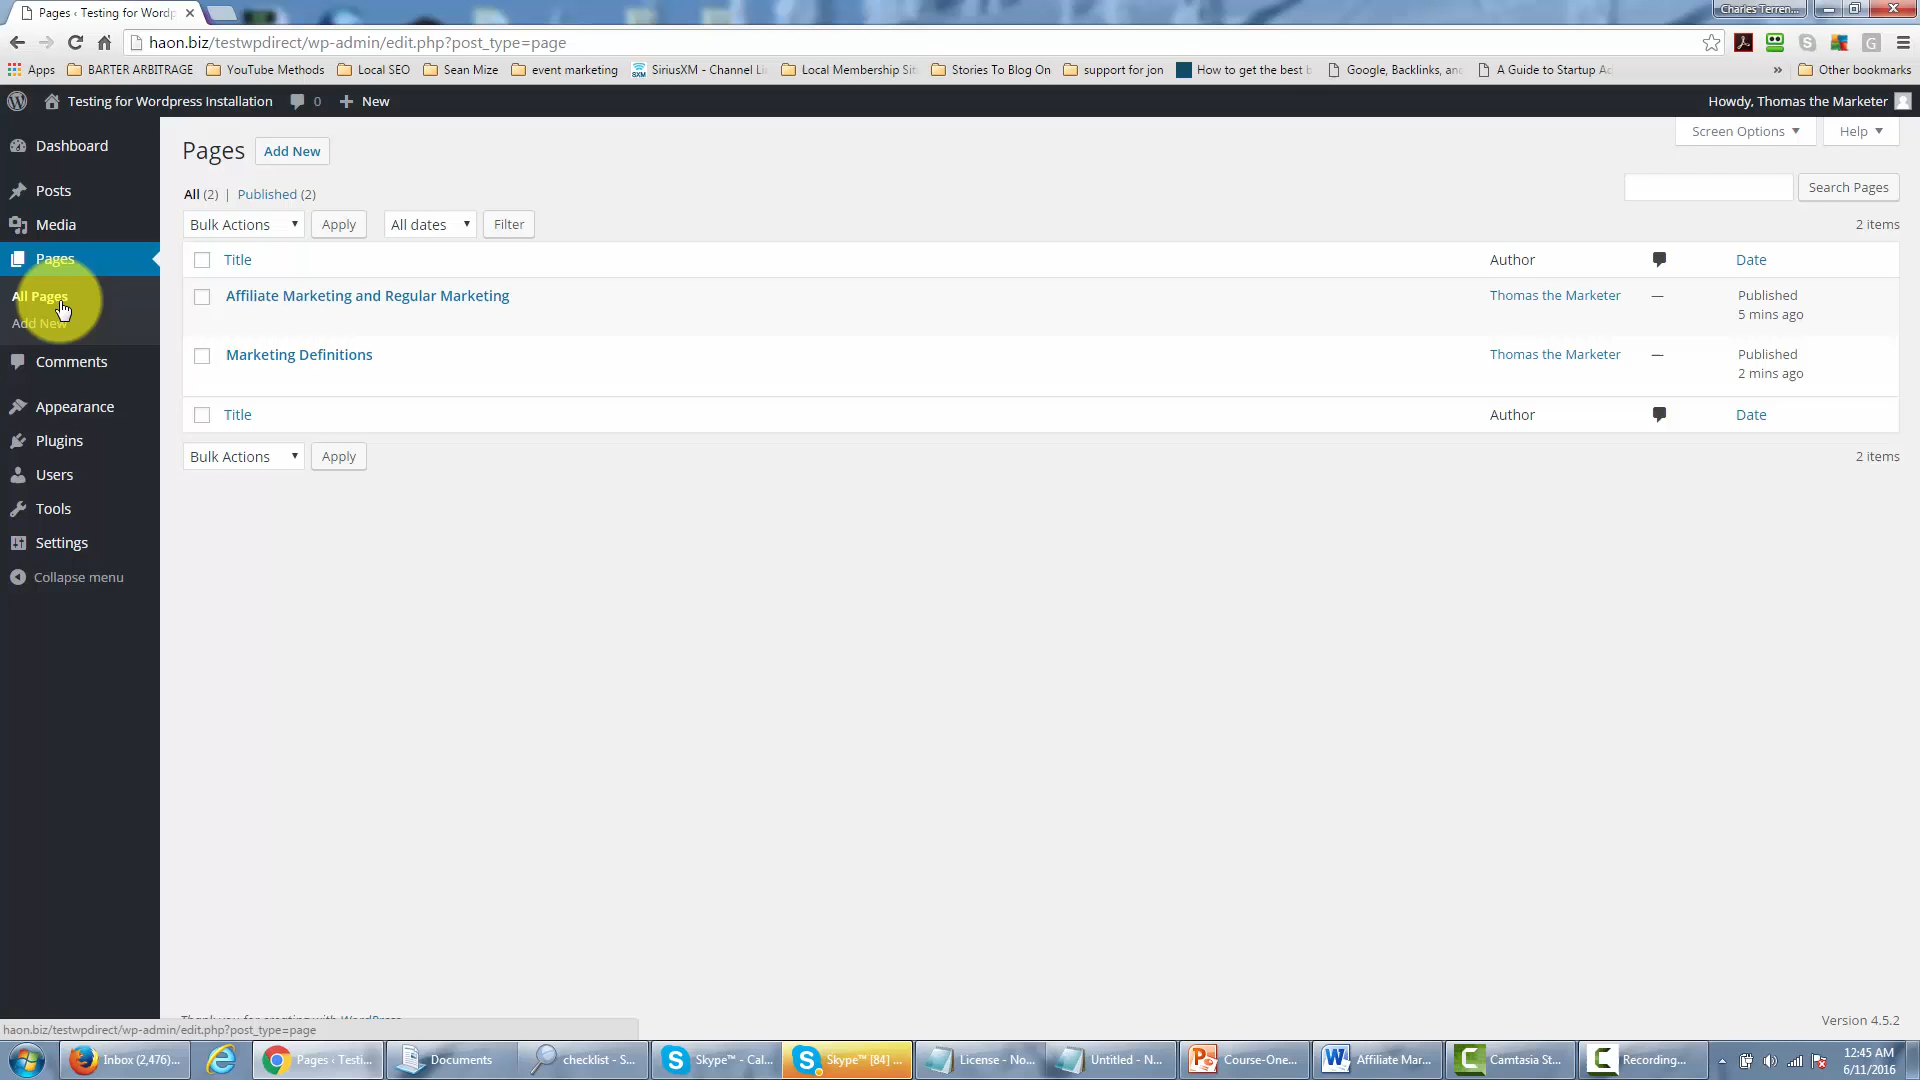 Pages ‹ Testing for Wordp
Charles Terren...
haon.biz/testwpdirect/wp-admin/edit.php?post_type=page
Apps BARTER ARBITRAGE YouTube Methods Local SEO Sean Mize event marketing SiriusXM - Channel Li Local Membership Sit Stories To Blog On support for jon How to get the best b Google, Backlinks, an A Guide to Startup Ac » Other bookmarks
Testing for Wordpress Installation 0 + New Howdy, Thomas the Marketer
Screen Options Help
Dashboard
Posts
Media
Pages
All Pages
Add New
Comments
Appearance
Plugins
Users
Tools
Settings
Collapse menu
Pages Add New
All (2) | Published (2)
Search Pages
Bulk Actions Apply All dates Filter 2 items
Title Author Date
Affiliate Marketing and Regular Marketing Thomas the Marketer — Published
5 mins ago
Marketing Definitions Thomas the Marketer — Published
2 mins ago
Title Author Date
Bulk Actions Apply 2 items
Thank you for creating with WordPress
Version 4.5.2
haon.biz/testwpdirect/wp-admin/edit.php?post_type=page
Inbox (2,476)... Pages ‹ Testi... Documents checklist - S... Skype™ - Cal... Skype™ [84] ... License - No... Untitled - N... Course-One... Affiliate Mar... Camtasia St... Recording...
12:45 AM
6/11/2016